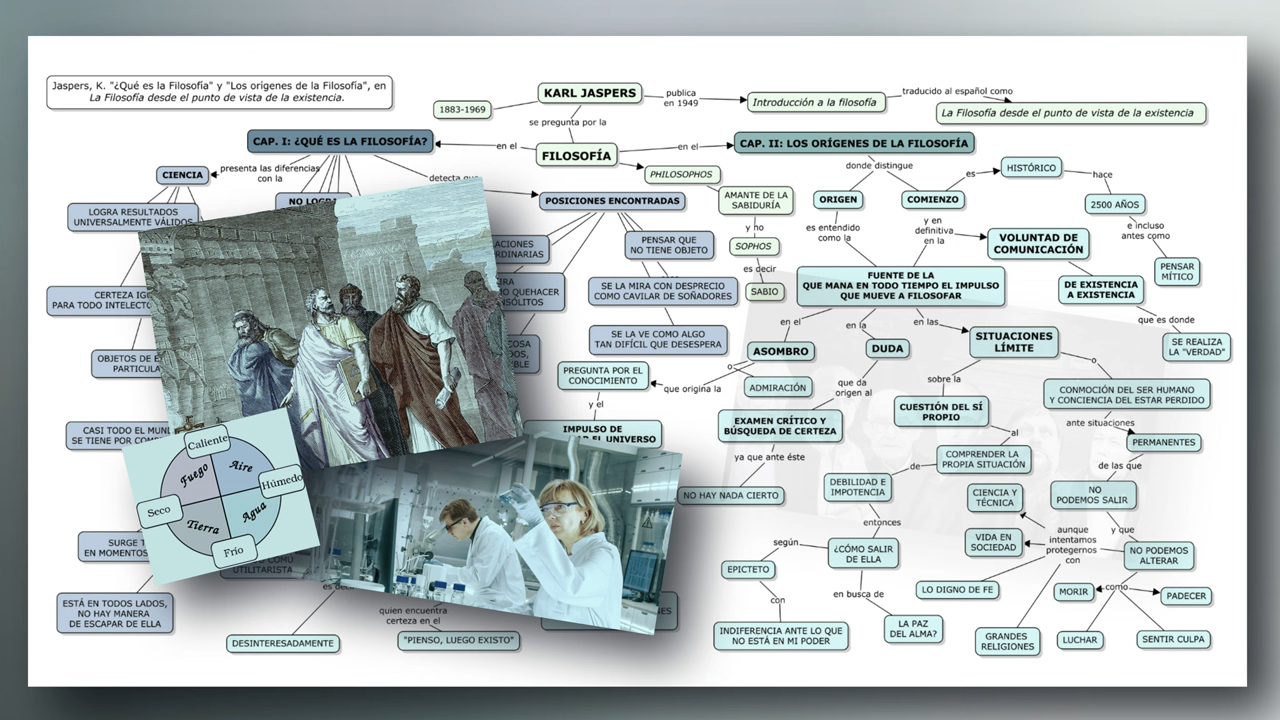 Jaspers, K. "¿Qué es la Filosofía" y "Los orígenes de la Filosofía", en
La Filosofía desde el punto de vista de la existencia.
1883-1969
KARL JASPERS
publica
en 1949
Introducción a la filosofía
traducido al español como
La Filosofía desde el punto de vista de la existencia
se pregunta por la
FILOSOFÍA
en el
CAP. I: ¿QUÉ ES LA FILOSOFÍA?
en el
CAP. II: LOS ORÍGENES DE LA FILOSOFÍA
CIENCIA
presenta las diferencias
con la
LOGRA RESULTADOS
UNIVERSALMENTE VÁLIDOS
PARA TODO
OBJETOS DE
CASI TODO EL
SE TIENE POR
SURGE
EN MOMENTOS
ESTÁ EN TODOS LADOS,
NO HAY MANERA
DE ESCAPAR DE ELLA
detecta
POSICIONES ENCONTRADAS
PENSAR QUE
NO TIENE OBJETO
QUEHACER
SE LA MIRA CON DESPRECIO
COMO CAVILAR DE SOÑADORES
SE LA VE COMO ALGO
TAN DIFÍCIL QUE DESESPERA
PHILOSOPHOS
AMANTE DE LA
SABIDURÍA
y no
SOPHOS
es decir
SABIO
donde distingue
ORIGEN
COMIENZO
es
HISTÓRICO
hace
2500 AÑOS
e incluso
antes como
PENSAR
MÍTICO
es entendido
como la
y en
definitiva
en la
VOLUNTAD DE
COMUNICACIÓN
DE EXISTENCIA
A EXISTENCIA
que es donde
SE REALIZA
LA "VERDAD"
FUENTE DE LA
QUE MANA EN TODO TIEMPO EL IMPULSO
QUE MUEVE A FILOSOFAR
en el
ASOMBRO
o
ADMIRACIÓN
que origina la
PREGUNTA POR EL
CONOCIMIENTO
y el
IMPULSO DE
EL UNIVERSO
en la
DUDA
que da
origen al
EXAMEN CRÍTICO Y
BÚSQUEDA DE CERTEZA
ya que ante éste
NO HAY NADA CIERTO
en las
SITUACIONES
LÍMITE
sobre la
CUESTIÓN DEL SÍ
PROPIO
al
COMPRENDER LA
PROPIA SITUACIÓN
de
DEBILIDAD E
IMPOTENCIA
entonces
¿CÓMO SALIR
DE ELLA
según
EPICTETO
con
INDIFERENCIA ANTE LO QUE
NO ESTÁ EN MI PODER
en busca de
LA PAZ
DEL ALMA?
o
CONMOCIÓN DEL SER HUMANO
Y CONCIENCIA DEL ESTAR PERDIDO
ante situaciones
PERMANENTES
de las que
NO
PODEMOS SALIR
y que
NO PODEMOS
ALTERAR
como
MORIR
PADECER
LUCHAR
SENTIR CULPA
aunque
intentamos
protegernos
con
CIENCIA Y
TÉCNICA
VIDA EN
SOCIEDAD
LO DIGNO DE FE
GRANDES
RELIGIONES
Caliente
Fuego
Aire
Húmedo
Seco
Tierra
Agua
Frío
UTILITARISTA
DESINTERESADAMENTE
quien encuentra
certeza en el
"PIENSO, LUEGO EXISTO"